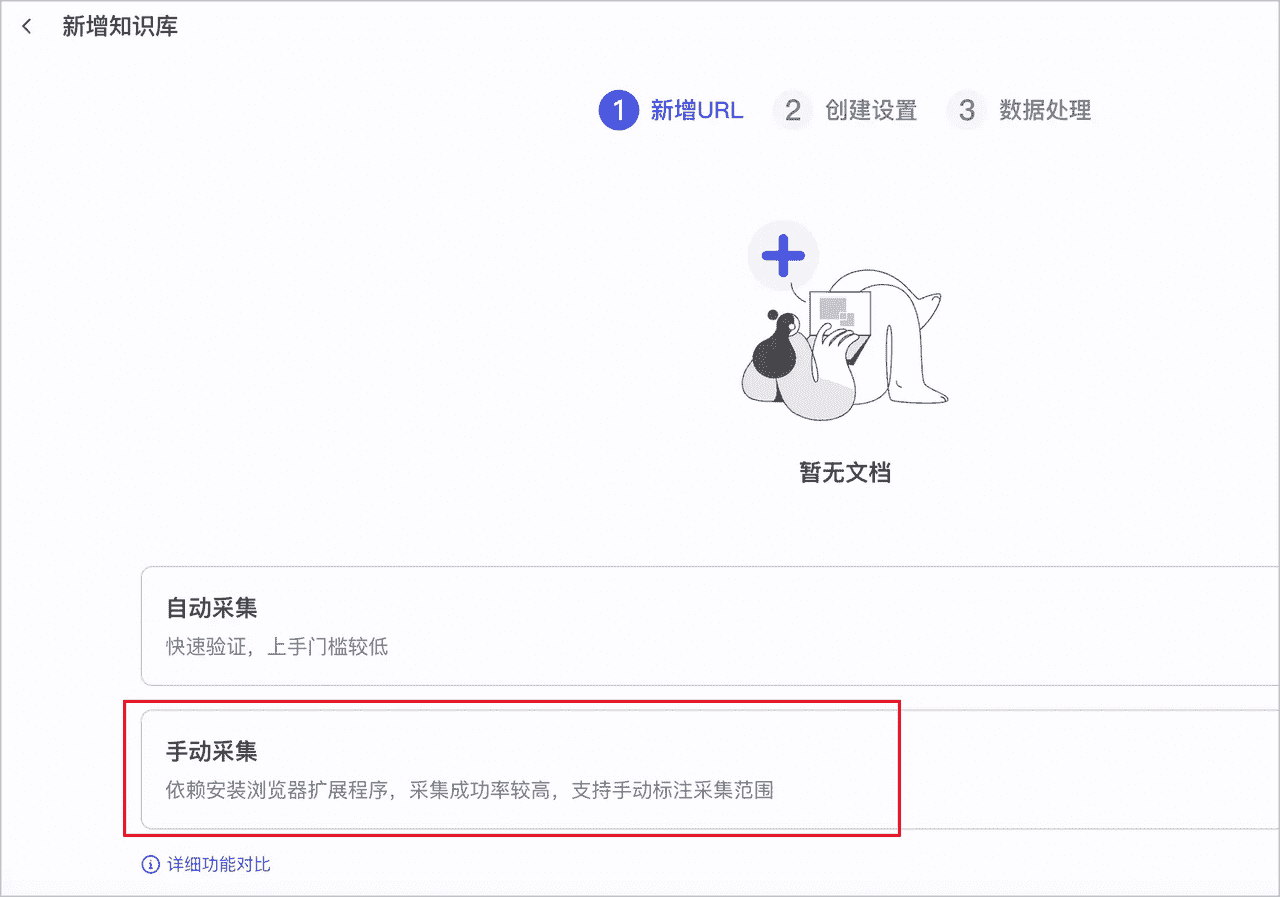 新增知识库
1 新增URL 2 创建设置 3 数据处理
暂无文档
自动采集
快速验证，上手门槛较低
手动采集
依赖安装浏览器扩展程序，采集成功率较高，支持手动标注采集范围
详细功能对比